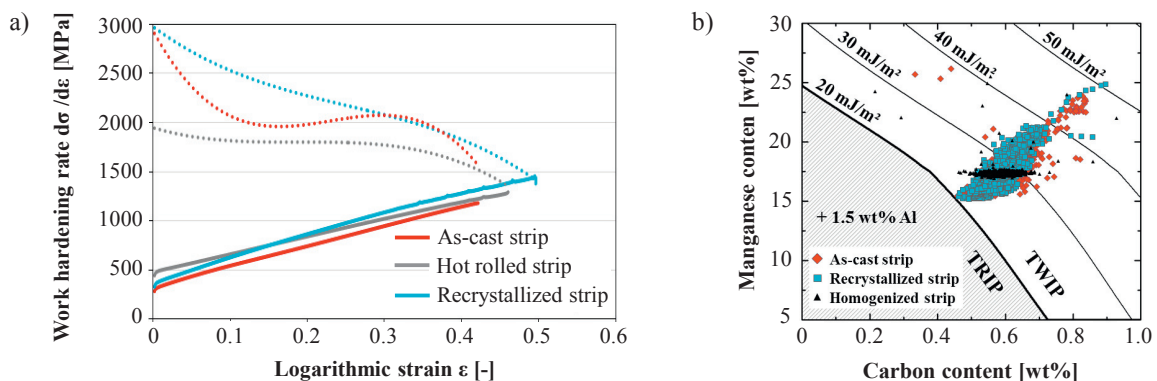 a)
Work hardening rate dσ /dε [MPa]
3000
2500
2000
1500
1000
500
0
0
0.1
0.2
0.3
0.4
0.5
0.6
As-cast strip
Hot rolled strip
Recrystallized strip
Logarithmic strain ε [-]
b)
Manganese conten [wt%]
30
25
20
15
10
5
0
0.2
0.4
0.6
0.8
1.0
20 mJ/m²
30 mJ/m²
40 mJ/m²
50 mJ/m²
+ 1.5 wt% Al
TRIP
TWIP
As-cast strip
Recrystallized strip
Homogenized strip
Carbon content [wt%]